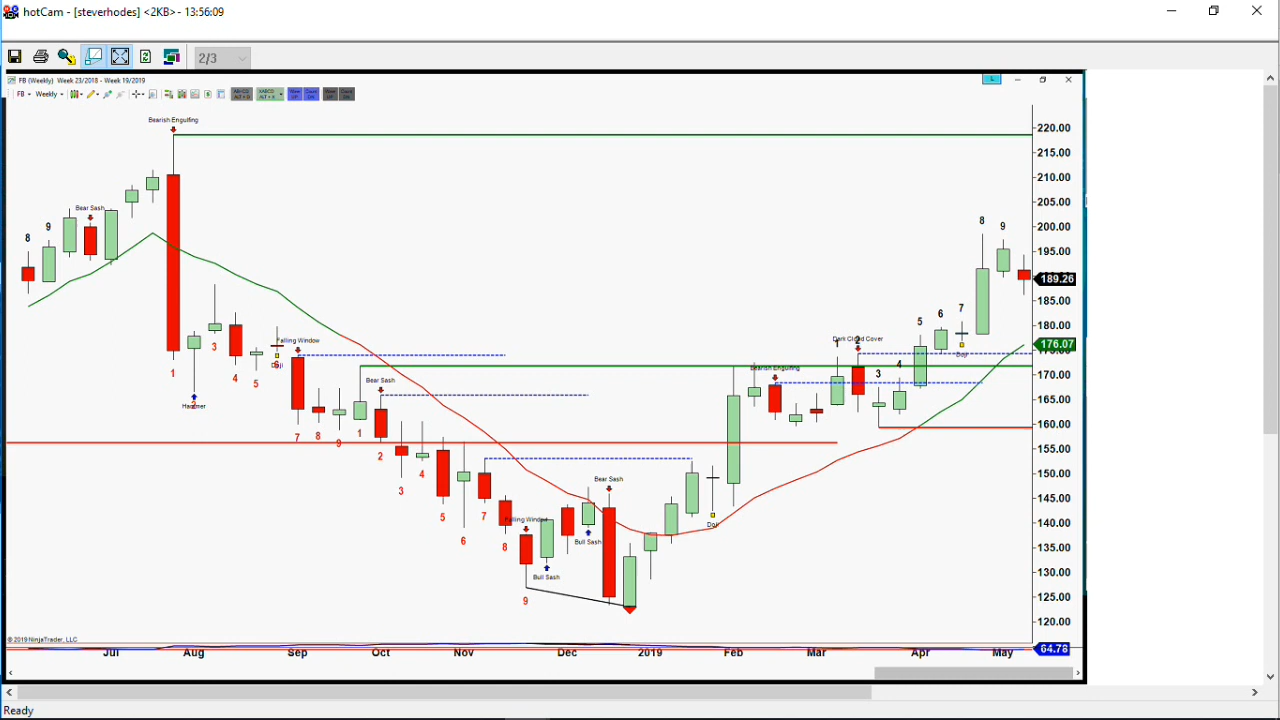 hotCam - [steverhodes] <2KB> - 13:56:09
2/3
FB (Weekly) Week 23/2018 - Week 19/2019
FB Weekly
Bearish Engulfing
220.00
215.00
210.00
205.00
200.00
195.00
189.26
185.00
180.00
176.07
170.00
165.00
160.00
155.00
150.00
145.00
140.00
135.00
130.00
125.00
120.00
64.78
8 9
Bear Sash
1
Hammer
2
3
4
5
6
Doji
Falling Window
7
8
9
1
Bear Sash
2
3
4
5
6
7
8
Falling Window
9
Bull Sash
Bull Sash
Bear Sash
Doji
Bearish Engulfing
1
Dark Cloud Cover
2
3
4
5
6
7
Doji
8
9
© 2019 NinjaTrader, LLC
Jul Aug Sep Oct Nov Dec 2019 Feb Mar Apr May
Ready